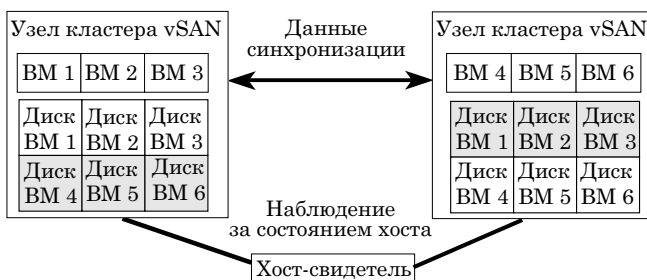 Узел кластера vSAN
ВМ 1 ВМ 2 ВМ 3
Диск Диск Диск
ВМ 1 ВМ 2 ВМ 3
Диск Диск Диск
ВМ 4 ВМ 5 ВМ 6
Данные
синхронизации
Узел кластера vSAN
ВМ 4 ВМ 5 ВМ 6
Диск Диск Диск
ВМ 1 ВМ 2 ВМ 3
Диск Диск Диск
ВМ 4 ВМ 5 ВМ 6
Наблюдение
за состоянием хоста
Хост-свидетель